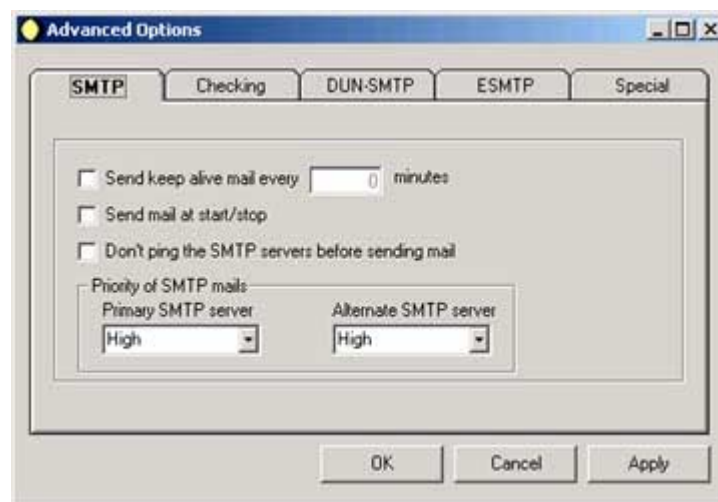 Advanced Options
SMTP Checking DUN-SMTP ESMTP Special
Send keep alive mail every 0 minutes
Send mail at start/stop
Don't ping the SMTP servers before sending mail
Priority of SMTP mails
Primary SMTP server Alternate SMTP server
High High
OK Cancel Apply